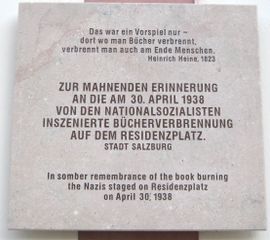 Das war ein Vorspiel nur –
dort wo man Bücher verbrennt,
verbrennt man auch am Ende Menschen.
Heinrich Heine, 1823
ZUR MAHNENDEN ERINNERUNG
AN DIE AM 30. APRIL 1938
VON DEN NATIONALSOZIALISTEN
INSZENIERTE BÜCHERVERBRENNUNG
AUF DEM RESIDENZPLATZ.
STADT SALZBURG
In somber remembrance of the book burning
the Nazis staged on Residenzplatz
on April 30, 1938